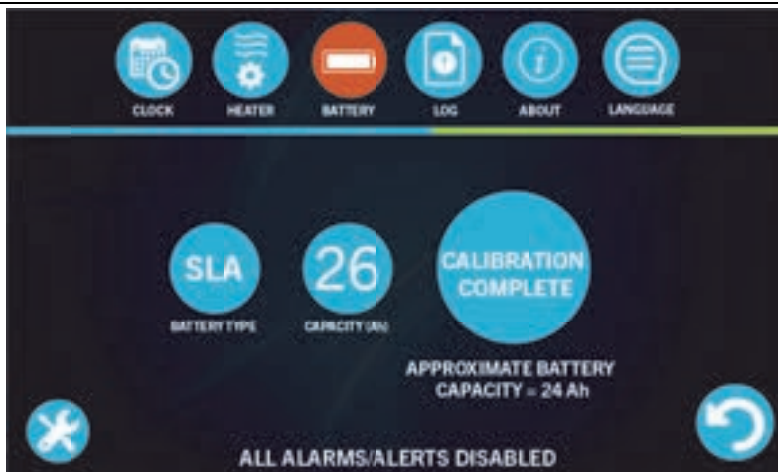 CLOCK
HEATER
BATTERY
LOG
ABOUT
LANGUAGE
SLA
26
CALIBRATION
COMPLETE
BATTERY TYPE
CAPACITY (Ah)
APPROXIMATE BATTERY
CAPACITY = 24 Ah
ALL ALARMS/ALERTS DISABLED